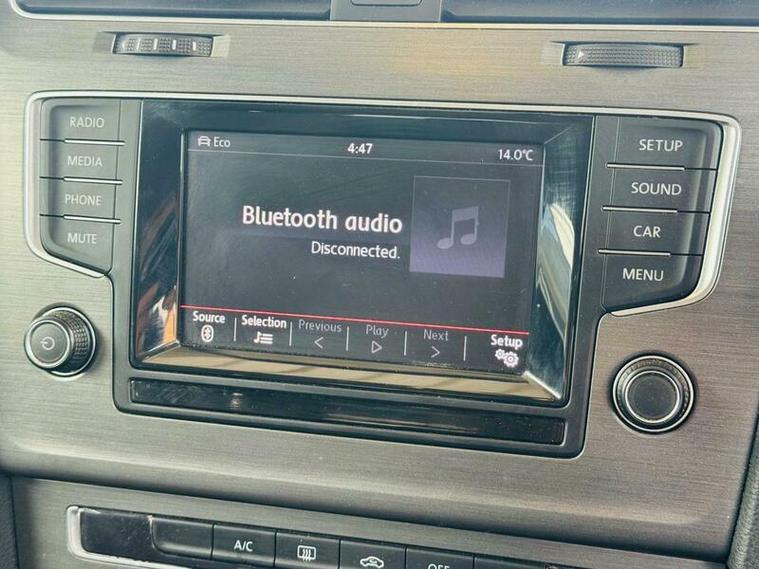 RADIO
MEDIA
PHONE
MUTE
Eco
4:47
14.0°C
Bluetooth audio
Disconnected.
Source
Selection
Previous
Play
Next
Setup
SETUP
SOUND
CAR
MENU
A/C
OFF